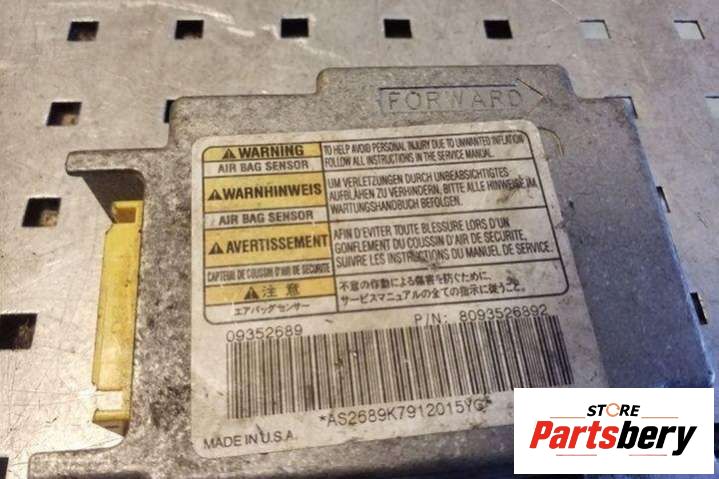 FORWARD
WARNING
AIR BAG SENSOR
TO HELP AVOID PERSONAL INJURY DUE TO UNWANTED INFLATION
FOLLOW ALL INSTRUCTIONS IN THE SERVICE MANUAL.
WARNHINWEIS
AIR BAG SENSOR
UM VERLETZUNGEN DURCH UNBEABSICHTIGTES
AUFBLÄHEN ZU VERHINDERN, BITTE ALLE HINWEISE IM
WARTUNGSHANDBUCH BEFOLGEN.
AVERTISSEMENT
CAPTEUR DE COUSSIN D'AIR DE SECURITE
AFIN D'EVITER TOUTE BLESSURE LORS D'UN
GONFLEMENT DU COUSSIN D'AIR DE SECURITE,
SUIVRE LES INSTRUCTIONS DU MANUEL DE SERVICE.
注意
エアバッグセンサー
不意の作動による傷害を防ぐために、
サービスマニュアルの全ての指示に従うこと。
09352689
P/N: 8093526892
*AS2689K7912015YG*
MADE IN U.S.A.
STORE
Partsbery